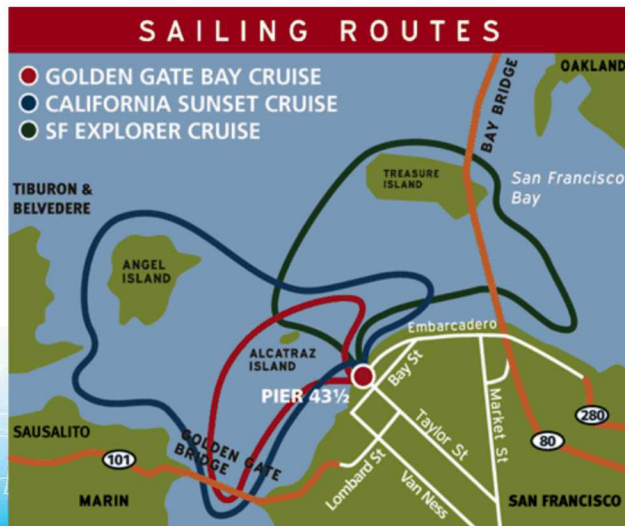 SAILING ROUTES
GOLDEN GATE BAY CRUISE
CALIFORNIA SUNSET CRUISE
SF EXPLORER CRUISE
OAKLAND
BAY BRIDGE
TREASURE
ISLAND
San Francisco
Bay
TIBURON &
BELVEDERE
ANGEL
ISLAND
ALCATRAZ
ISLAND
Embarcadero
PIER 43½
Bay St
Taylor St
Market St
Lombard St
Van Ness
SAUSALITO
101
GOLDEN GATE
BRIDGE
MARIN
280
80
SAN FRANCISCO